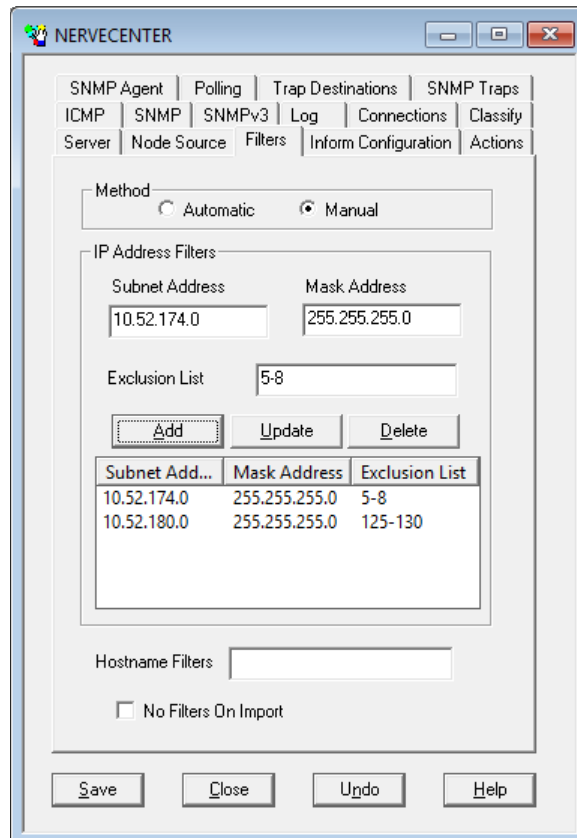 NERVECENTER
SNMP Agent Polling Trap Destinations SNMP Traps
ICMP SNMP SNMPv3 Log Connections Classify
Server Node Source Filters Inform Configuration Actions
Method
Automatic Manual
IP Address Filters
Subnet Address Mask Address
10.52.174.0 255.255.255.0
Exclusion List 5-8
Add Update Delete
Subnet Add... Mask Address Exclusion List
10.52.174.0 255.255.255.0 5-8
10.52.180.0 255.255.255.0 125-130
Hostname Filters
No Filters On Import
Save Close Undo Help